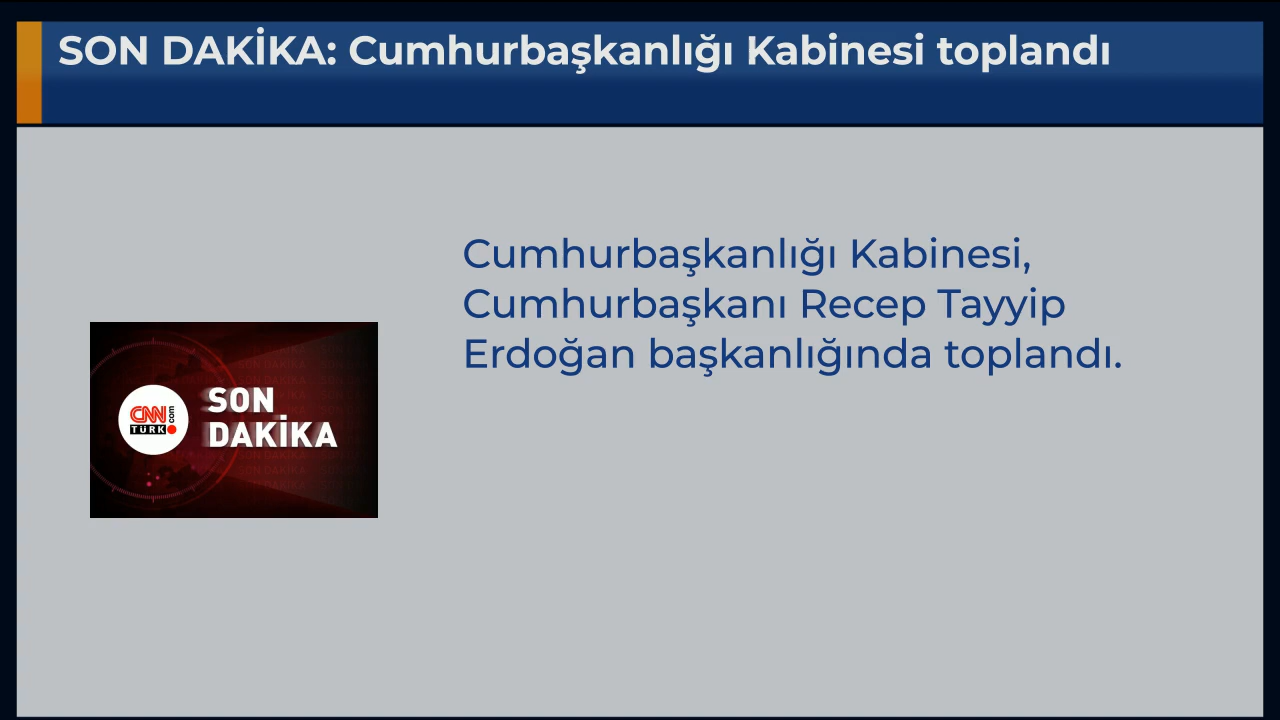 SON DAKİKA: Cumhurbaşkanlığı Kabinesi toplandı
Cumhurbaşkanlığı Kabinesi,
Cumhurbaşkanı Recep Tayyip
Erdoğan başkanlığında toplandı.
CNN
TÜRK
.com
SON
DAKİKA